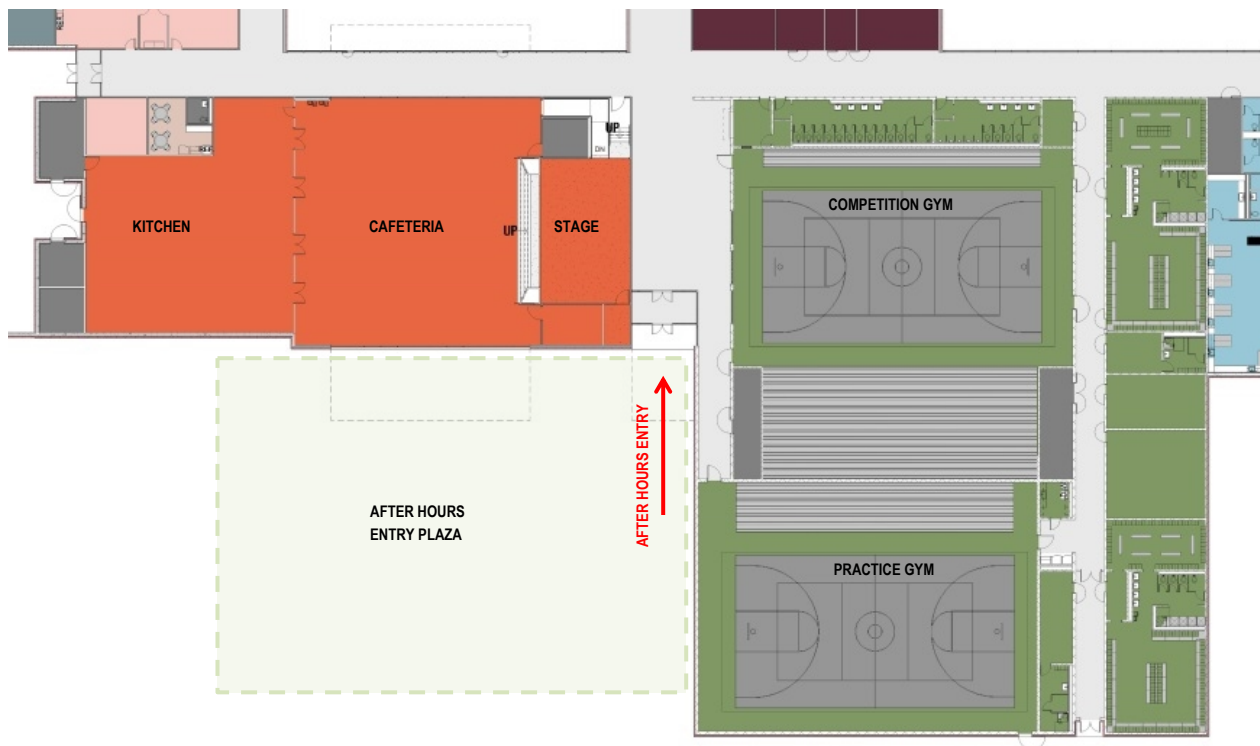 UP
DN
KITCHEN
CAFETERIA
UP
STAGE
COMPETITION GYM
AFTER HOURS ENTRY
AFTER HOURS
ENTRY PLAZA
PRACTICE GYM